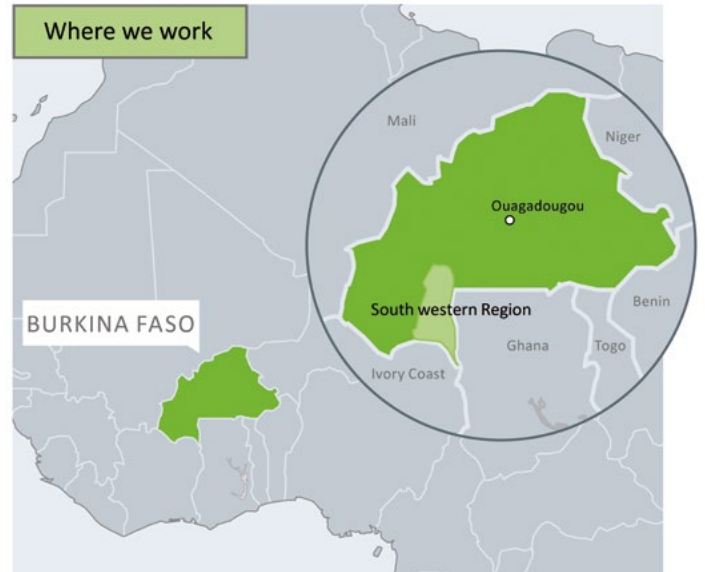 Where we work
Mali
Niger
Ouagadougou
Benin
South western Region
BURKINA FASO
Ghana
Togo
Ivory Coast